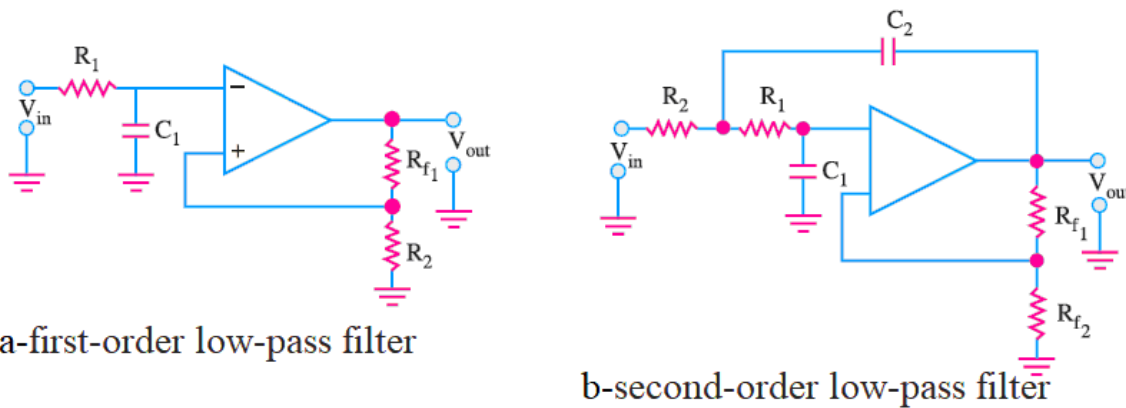 R1
Vin
C1
−
+
Rf1
R2
Vout
a-first-order low-pass filter
C2
R2
R1
Vin
C1
Vou
Rf1
Rf2
b-second-order low-pass filter